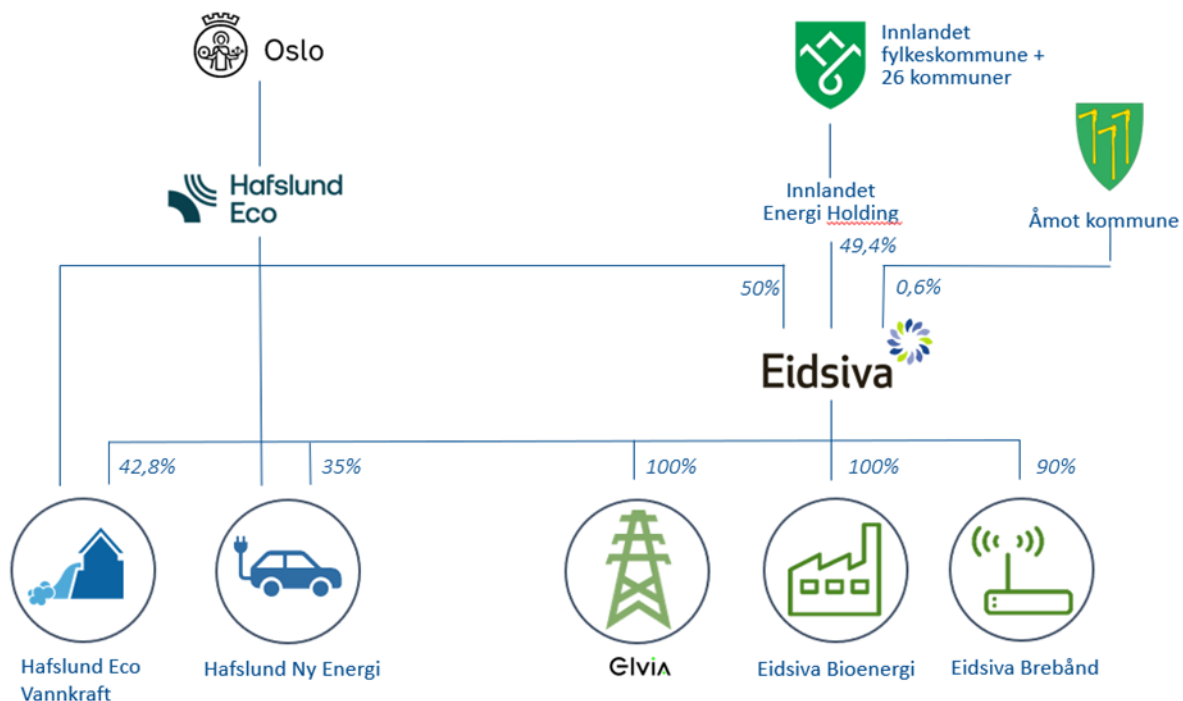 Oslo
Innlandet
fylkeskommune +
26 kommuner
Hafslund
Eco
Innlandet
Energi Holding
Åmot kommune
49,4%
50%
0,6%
Eidsiva
42,8%
35%
100%
100%
90%
Hafslund Eco
Vannkraft
Hafslund Ny Energi
Elvia
Eidsiva Bioenergi
Eidsiva Brebånd